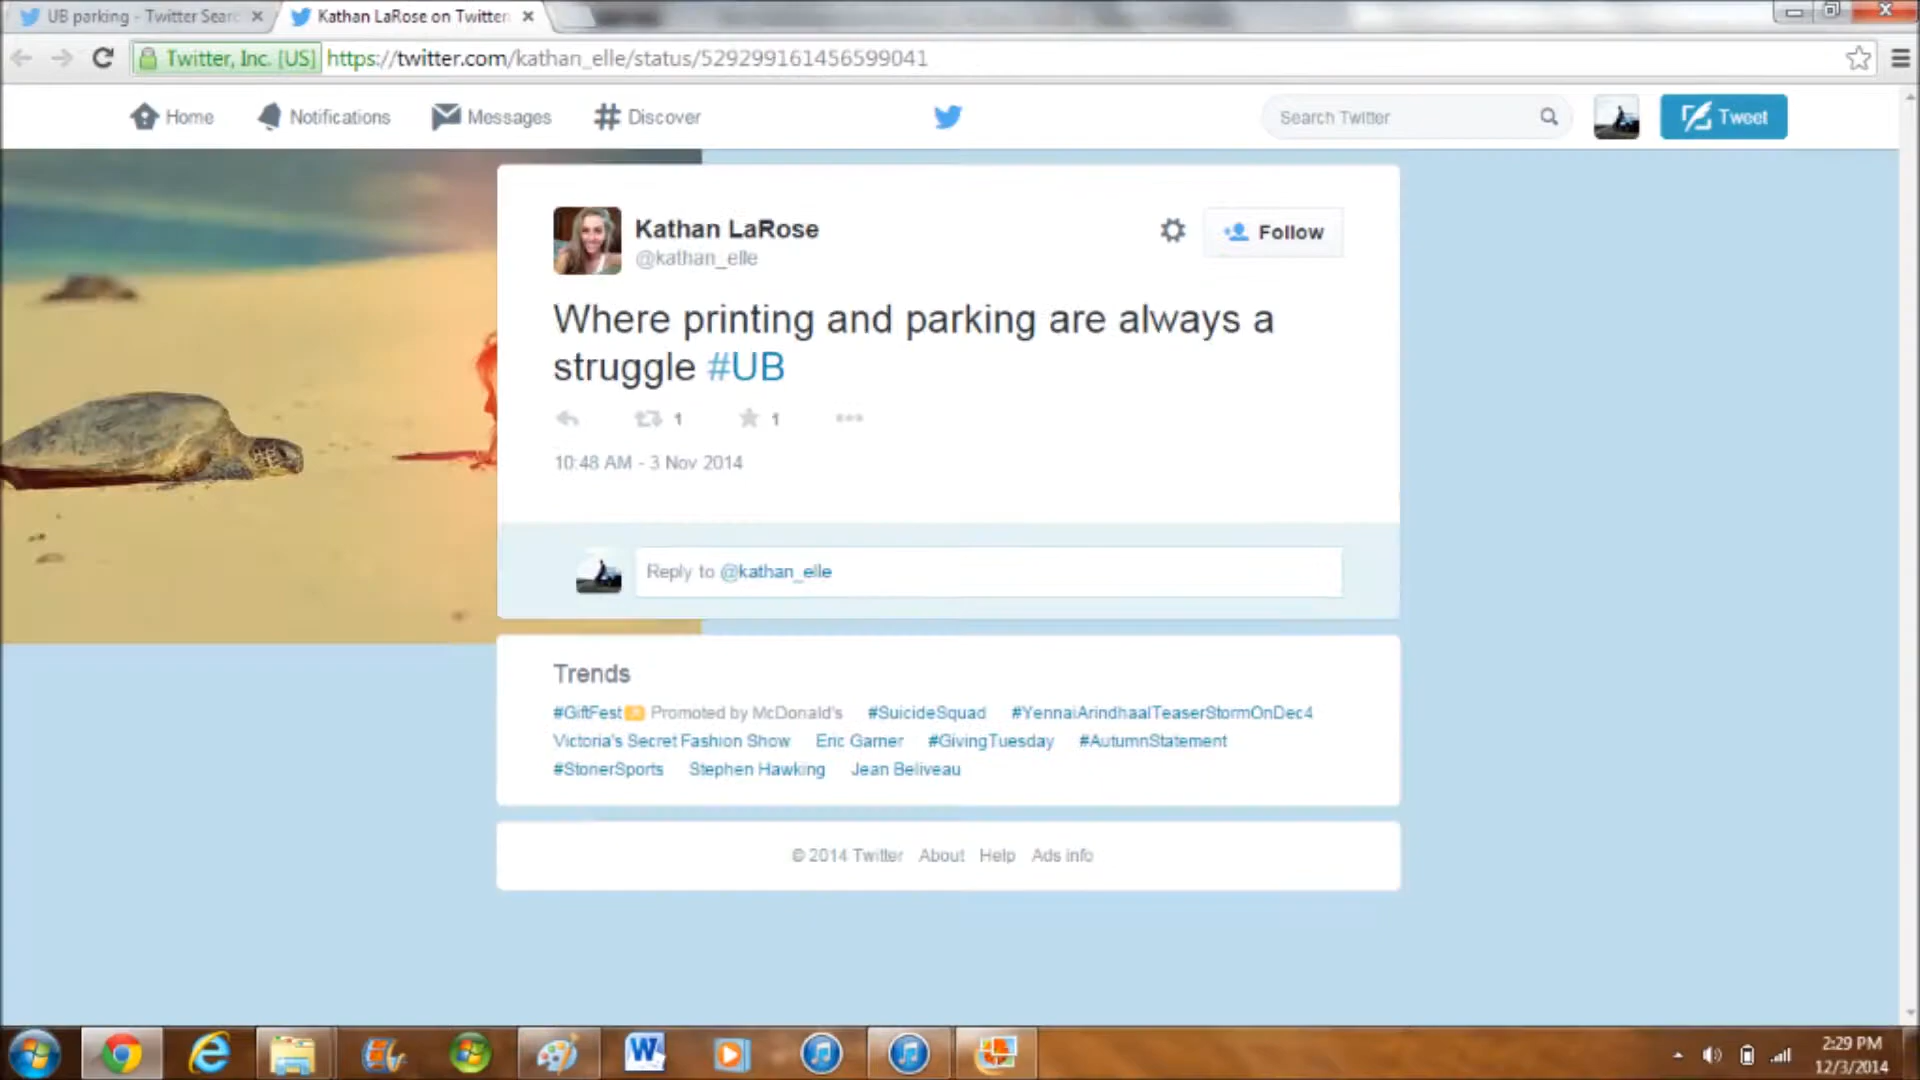 UB parking - Twitter Searc
Kathan LaRose on Twitter
Twitter, Inc. [US] https://twitter.com/kathan_elle/status/529299161456599041
Home Notifications Messages Discover
Search Twitter
Tweet
Kathan LaRose
@kathan_elle
Follow
Where printing and parking are always a
struggle #UB
1 1
10:48 AM - 3 Nov 2014
Reply to @kathan_elle
Trends
#GiftFest Promoted by McDonald's #SuicideSquad #YennaiArindhaalTeaserStormOnDec4
Victoria's Secret Fashion Show Eric Garner #GivingTuesday #AutumnStatement
#StonerSports Stephen Hawking Jean Beliveau
© 2014 Twitter About Help Ads info
2:29 PM
12/3/2014